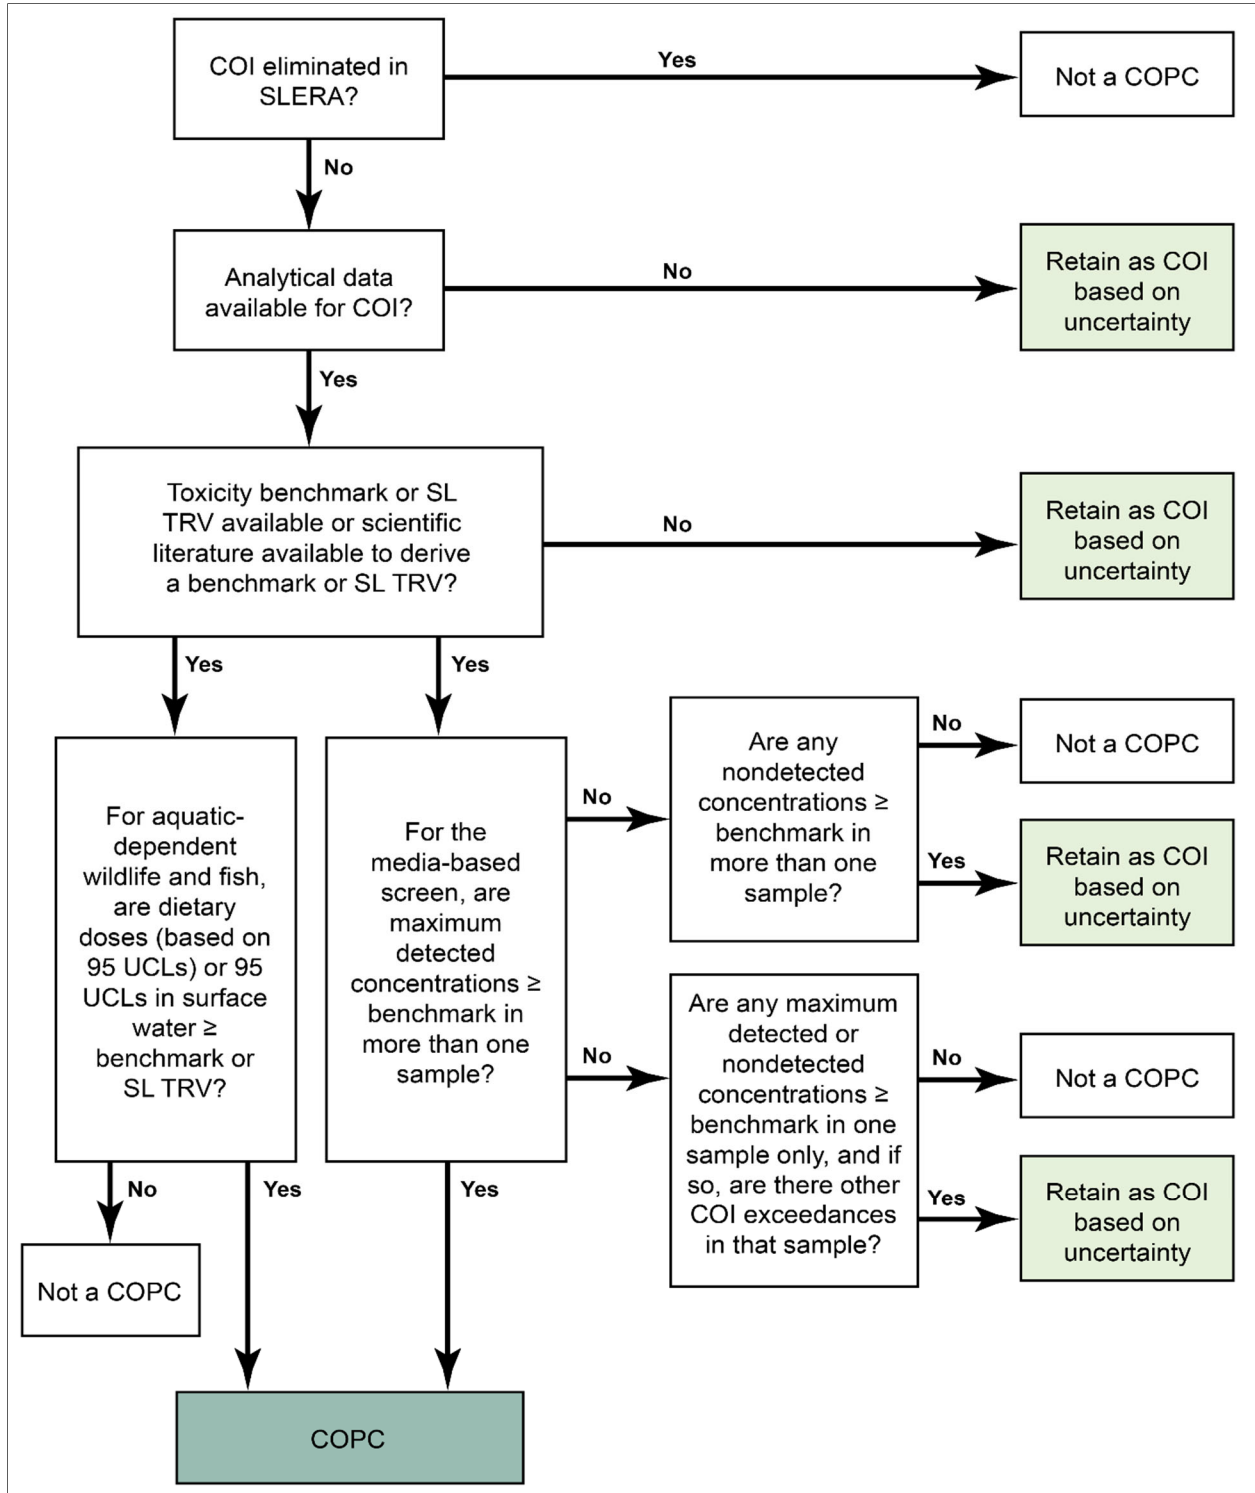 COI eliminated in
SLERA?
Yes
Not a COPC
No
Analytical data
available for COI?
No
Retain as COI
based on
uncertainty
Yes
Toxicity benchmark or SL
TRV available or scientific
literature available to derive
a benchmark or SL TRV?
No
Retain as COI
based on
uncertainty
Yes
Yes
For aquatic-
dependent
wildlife and fish,
are dietary
doses (based on
95 UCLs) or 95
UCLs in surface
water ≥
benchmark or
SL TRV?
For the
media-based
screen, are
maximum
detected
concentrations ≥
benchmark in
more than one
sample?
No
Are any
nondetected
concentrations ≥
benchmark in
more than one
sample?
No
Not a COPC
Yes
Retain as COI
based on
uncertainty
No
Are any maximum
detected or
nondetected
concentrations ≥
benchmark in one
sample only, and if
so, are there other
COI exceedances
in that sample?
No
Not a COPC
Yes
Retain as COI
based on
uncertainty
No
Yes
Yes
Not a COPC
COPC